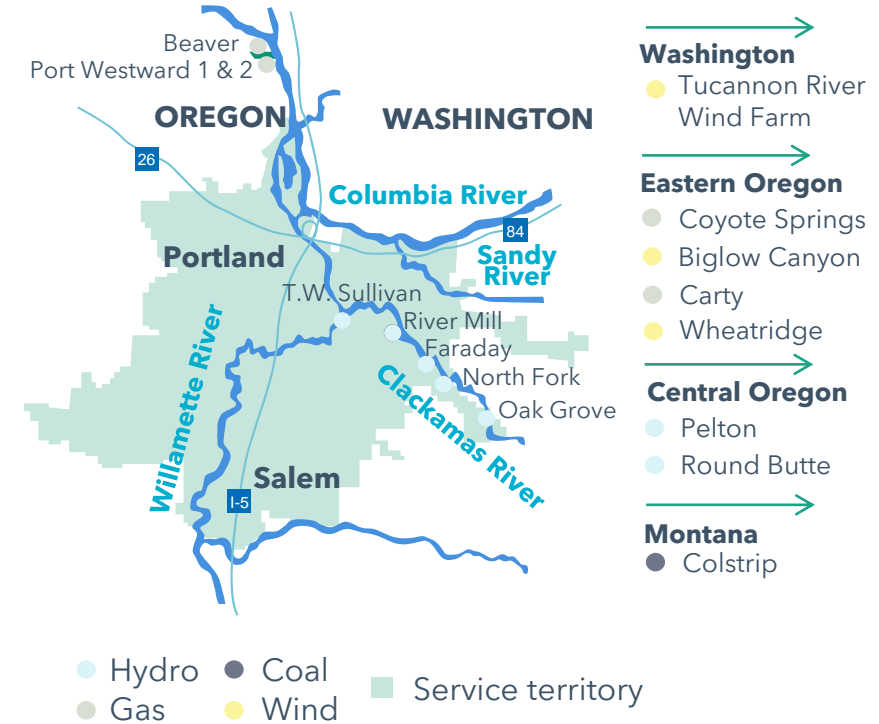 Beaver
Port Westward 1 & 2
OREGON
WASHINGTON
26
Columbia River
84
Portland
Sandy
River
T.W. Sullivan
River Mill
Faraday
North Fork
Oak Grove
Willamette River
Clackamas River
Salem
I-5
Washington
Tucannon River
Wind Farm
Eastern Oregon
Coyote Springs
Biglow Canyon
Carty
Wheatridge
Central Oregon
Pelton
Round Butte
Montana
Colstrip
Hydro
Coal
Gas
Wind
Service territory